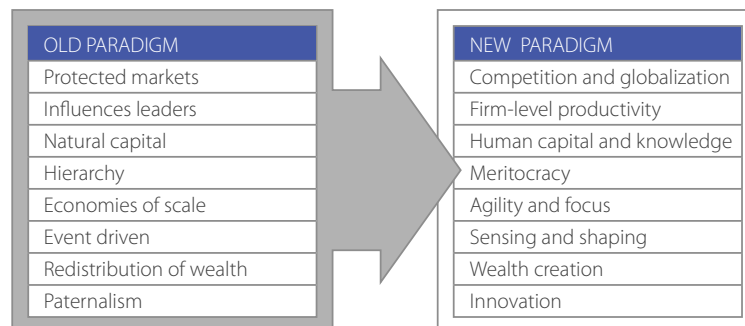 OLD PARADIGM
Protected markets
Influences leaders
Natural capital
Hierarchy
Economies of scale
Event driven
Redistribution of wealth
Paternalism
NEW PARADIGM
Competition and globalization
Firm-level productivity
Human capital and knowledge
Meritocracy
Agility and focus
Sensing and shaping
Wealth creation
Innovation